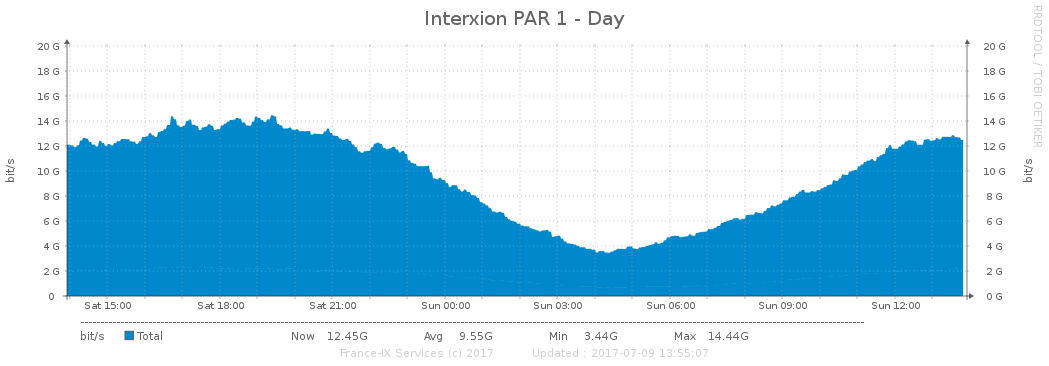 Interxion PAR 1 - Day
RRDTOOL / TOBI OETIKER
bit/s
20 G 20 G
18 G 18 G
16 G 16 G
14 G 14 G
12 G 12 G
10 G 10 G
8 G 8 G
6 G 6 G
4 G 4 G
2 G 2 G
0 0 G
bit/s
Sat 15:00 Sat 18:00 Sat 21:00 Sun 00:00 Sun 03:00 Sun 06:00 Sun 09:00 Sun 12:00
bit/s Total Now 12.45G Avg 9.55G Min 3.44G Max 14.44G
France-IX Services (c) 2017 Updated : 2017-07-09 13:55:07